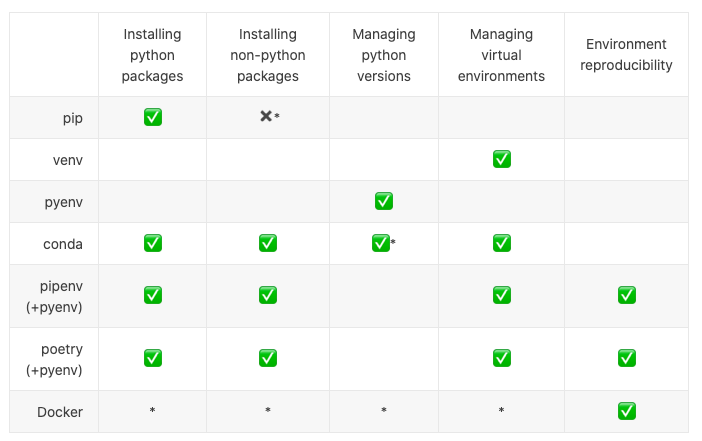 Installing python packages
Installing non-python packages
Managing python versions
Managing virtual environments
Environment reproducibility
pip ✅ ✖*
venv ✅
pyenv ✅
conda ✅ ✅ ✅* ✅
pipenv (+pyenv) ✅ ✅ ✅ ✅
poetry (+pyenv) ✅ ✅ ✅ ✅
Docker * * * * ✅